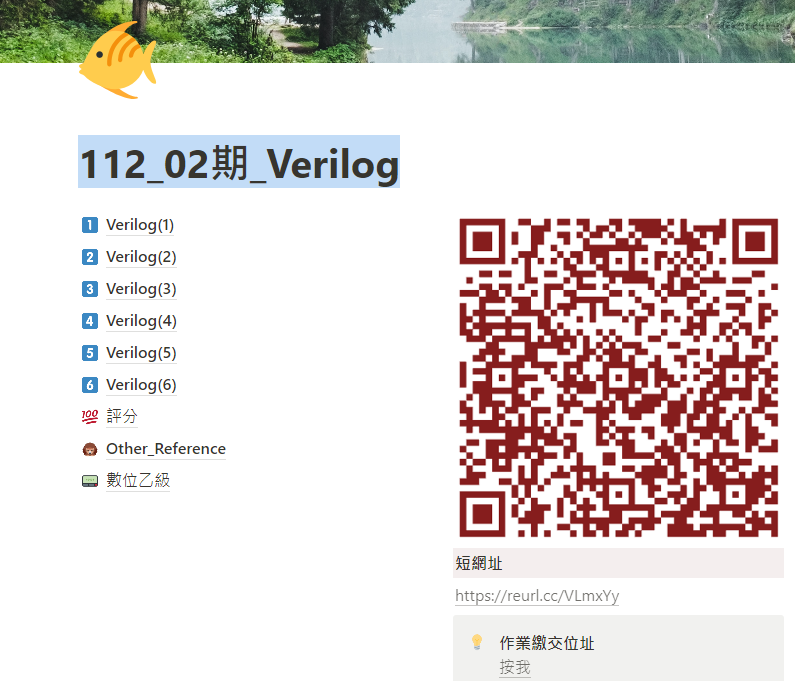 112_02期_Verilog
1 Verilog(1)
2 Verilog(2)
3 Verilog(3)
4 Verilog(4)
5 Verilog(5)
6 Verilog(6)
100 評分
Other_Reference
數位乙級
短網址
https://reurl.cc/VLmxYy
作業繳交位址
按我